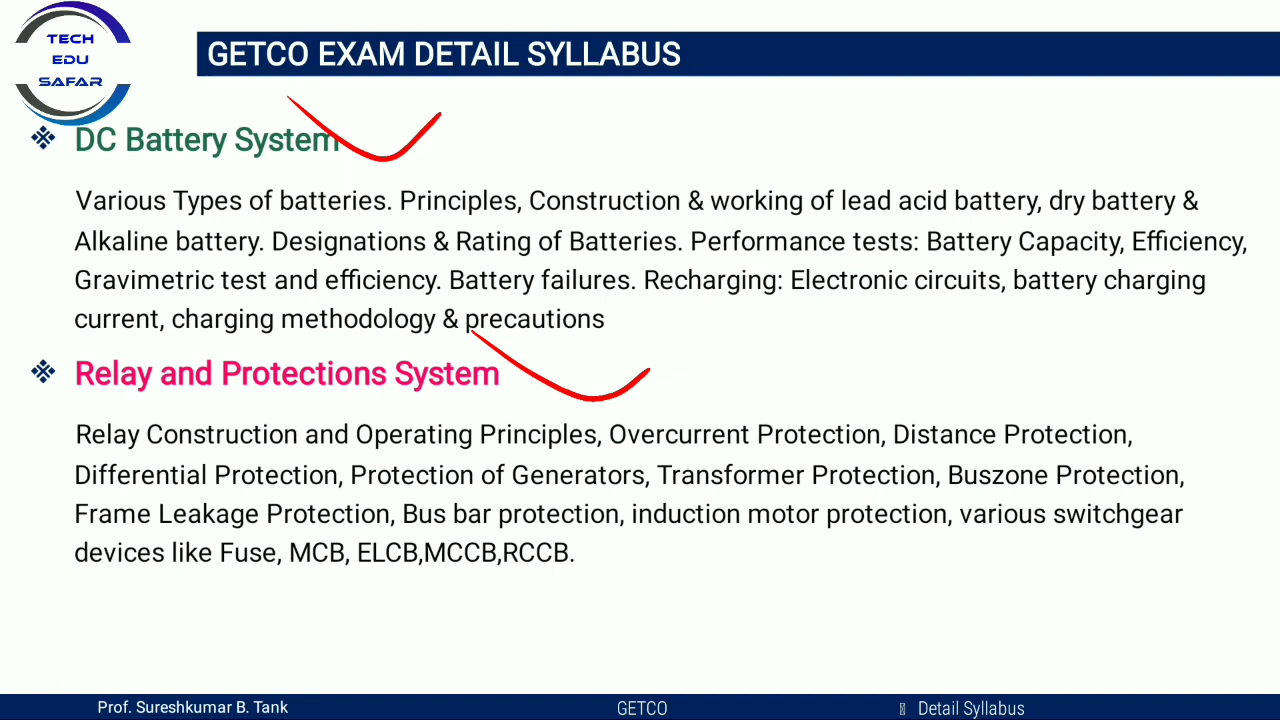 TECH
EDU
SAFAR
GETCO EXAM DETAIL SYLLABUS
DC Battery System
Various Types of batteries. Principles, Construction & working of lead acid battery, dry battery &
Alkaline battery. Designations & Rating of Batteries. Performance tests: Battery Capacity, Efficiency,
Gravimetric test and efficiency. Battery failures. Recharging: Electronic circuits, battery charging
current, charging methodology & precautions
Relay and Protections System
Relay Construction and Operating Principles, Overcurrent Protection, Distance Protection,
Differential Protection, Protection of Generators, Transformer Protection, Buszone Protection,
Frame Leakage Protection, Bus bar protection, induction motor protection, various switchgear
devices like Fuse, MCB, ELCB,MCCB,RCCB.
Prof. Sureshkumar B. Tank
GETCO
Detail Syllabus